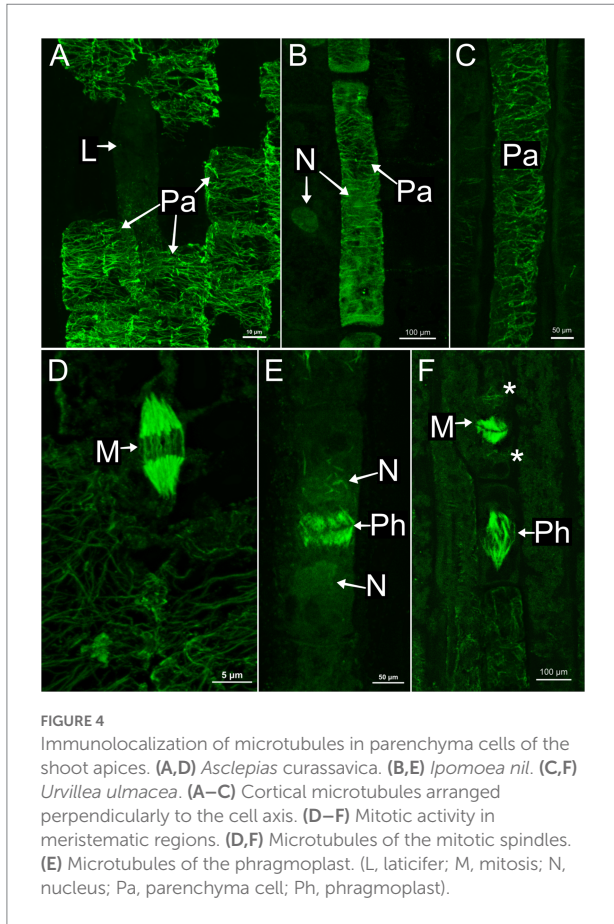 A
B
C
L
Pa
N
Pa
Pa
10 µm
100 µm
50 µm
D
E
F
M
N
Ph
N
M
*
*
Ph
5 µm
50 µm
100 µm
FIGURE 4
Immunolocalization of microtubules in parenchyma cells of the
shoot apices. (A,D) Asclepias curassavica. (B,E) Ipomoea nil. (C,F)
Urvillea ulmacea. (A–C) Cortical microtubules arranged
perpendicularly to the cell axis. (D–F) Mitotic activity in
meristematic regions. (D,F) Microtubules of the mitotic spindles.
(E) Microtubules of the phragmoplast. (L, laticifer; M, mitosis; N,
nucleus; Pa, parenchyma cell; Ph, phragmoplast).